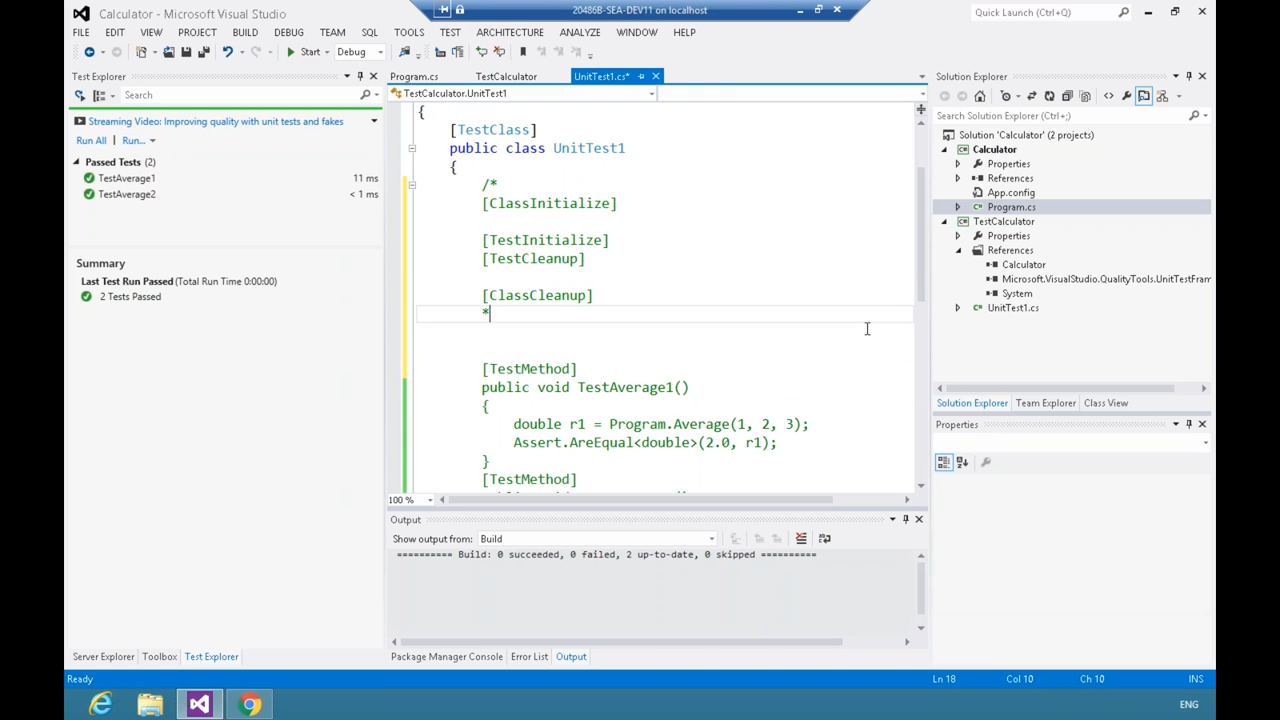 Calculator - Microsoft Visual Studio
20486B-SEA-DEV11 on localhost
Quick Launch (Ctrl+Q)
FILE EDIT VIEW PROJECT BUILD DEBUG TEAM SQL TOOLS TEST ARCHITECTURE ANALYZE WINDOW HELP
Start Debug
Test Explorer
Search
Streaming Video: Improving quality with unit tests and fakes
Run All Run...
Passed Tests (2)
TestAverage1 11 ms
TestAverage2 < 1 ms
Summary
Last Test Run Passed (Total Run Time 0:00:00)
2 Tests Passed
Server Explorer Toolbox Test Explorer
Program.cs TestCalculator UnitTest1.cs*
TestCalculator.UnitTest1
{
[TestClass]
public class UnitTest1
{
/*
[ClassInitialize]
[TestInitialize]
[TestCleanup]
[ClassCleanup]
*
[TestMethod]
public void TestAverage1()
{
double r1 = Program.Average(1, 2, 3);
Assert.AreEqual<double>(2.0, r1);
}
[TestMethod]
100 %
Output
Show output from: Build
========== Build: 0 succeeded, 0 failed, 2 up-to-date, 0 skipped ==========
Package Manager Console Error List Output
Solution Explorer
Search Solution Explorer (Ctrl+;)
Solution 'Calculator' (2 projects)
Calculator
Properties
References
App.config
Program.cs
TestCalculator
Properties
References
Calculator
Microsoft.VisualStudio.QualityTools.UnitTestFram
System
UnitTest1.cs
Solution Explorer Team Explorer Class View
Properties
Ready Ln 18 Col 10 Ch 10 INS
ENG